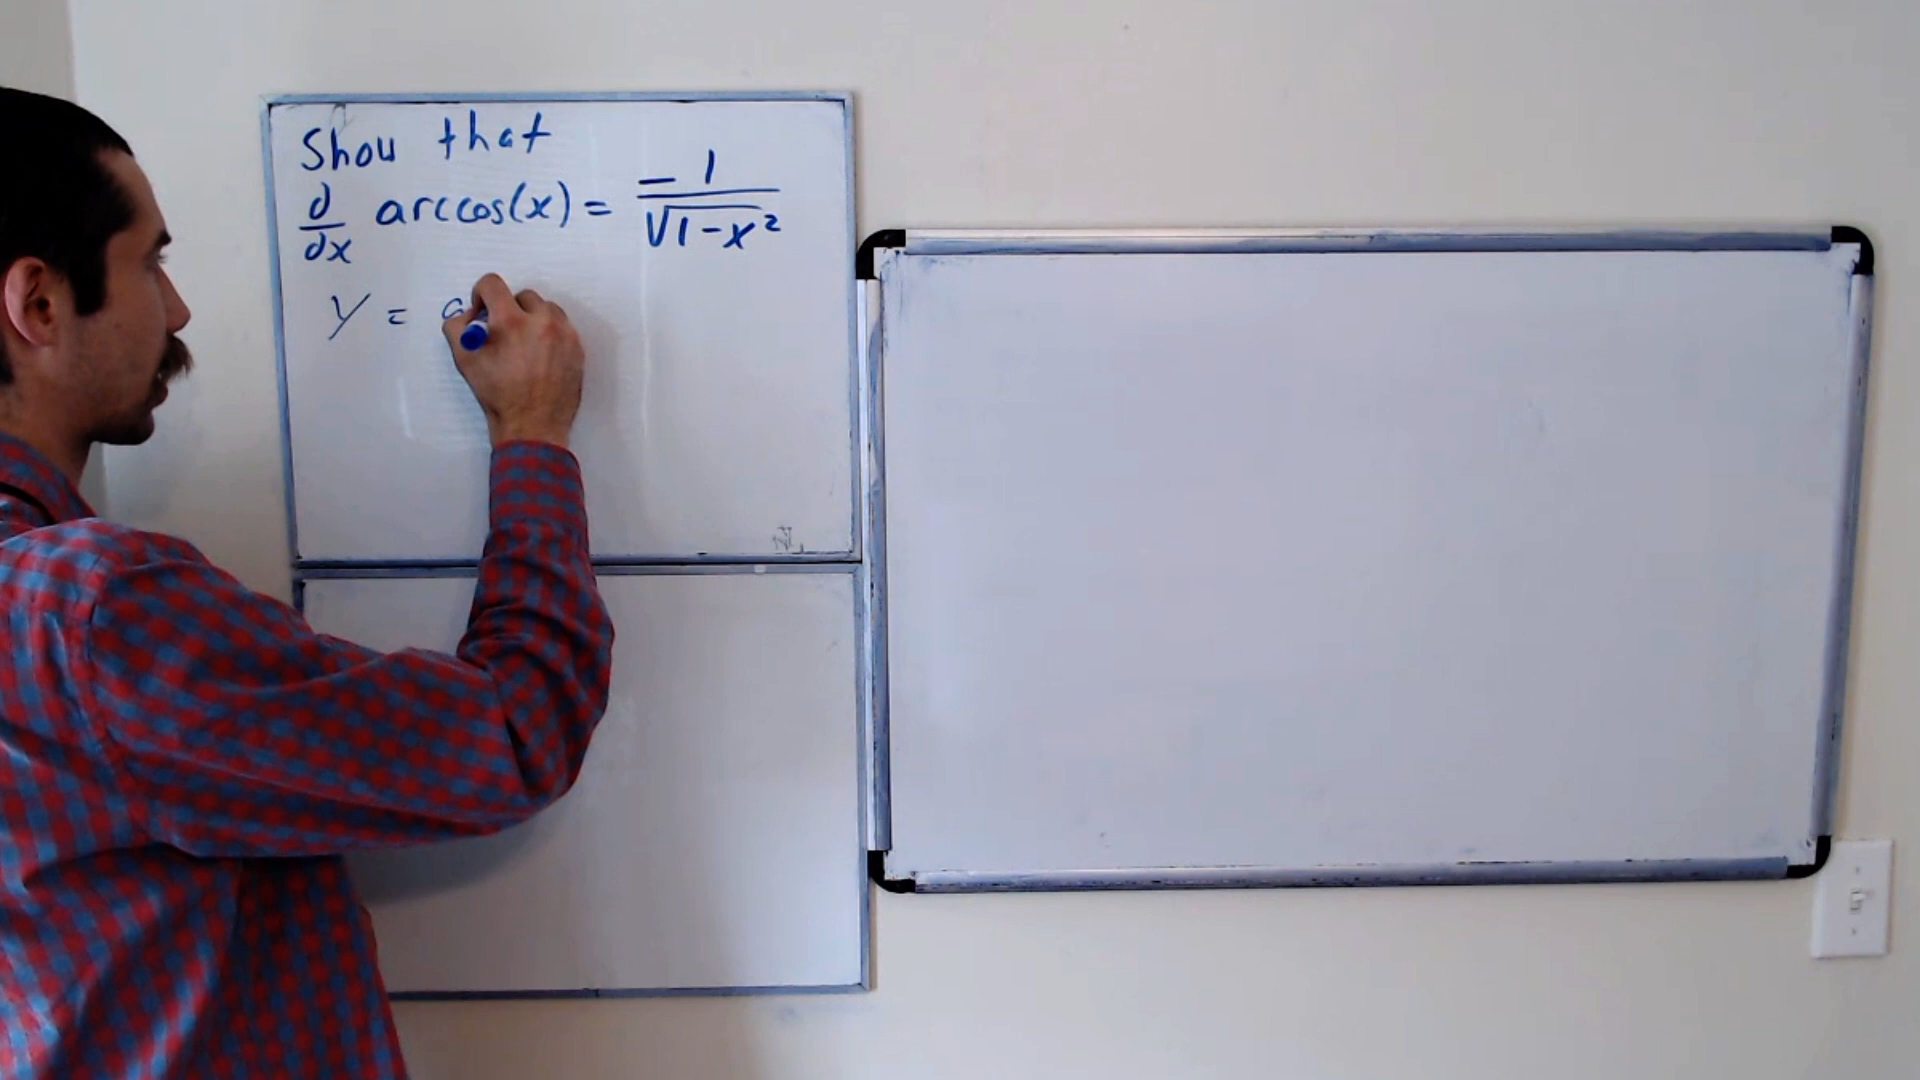 Show that
d/dx arccos(x) = -1/√(1-x²)
y = a